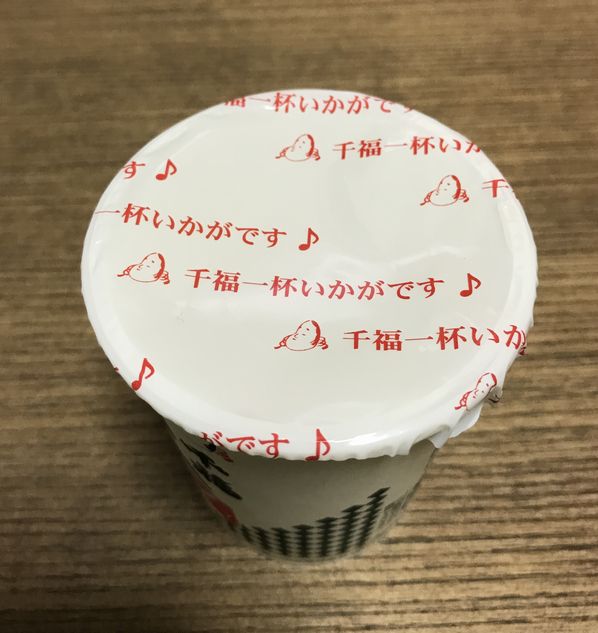 福一杯いかがで
千福一杯いか
す♪
千
一杯いかがです♪
千福一杯いかがです♪
千福一杯いか
♪
がです♪